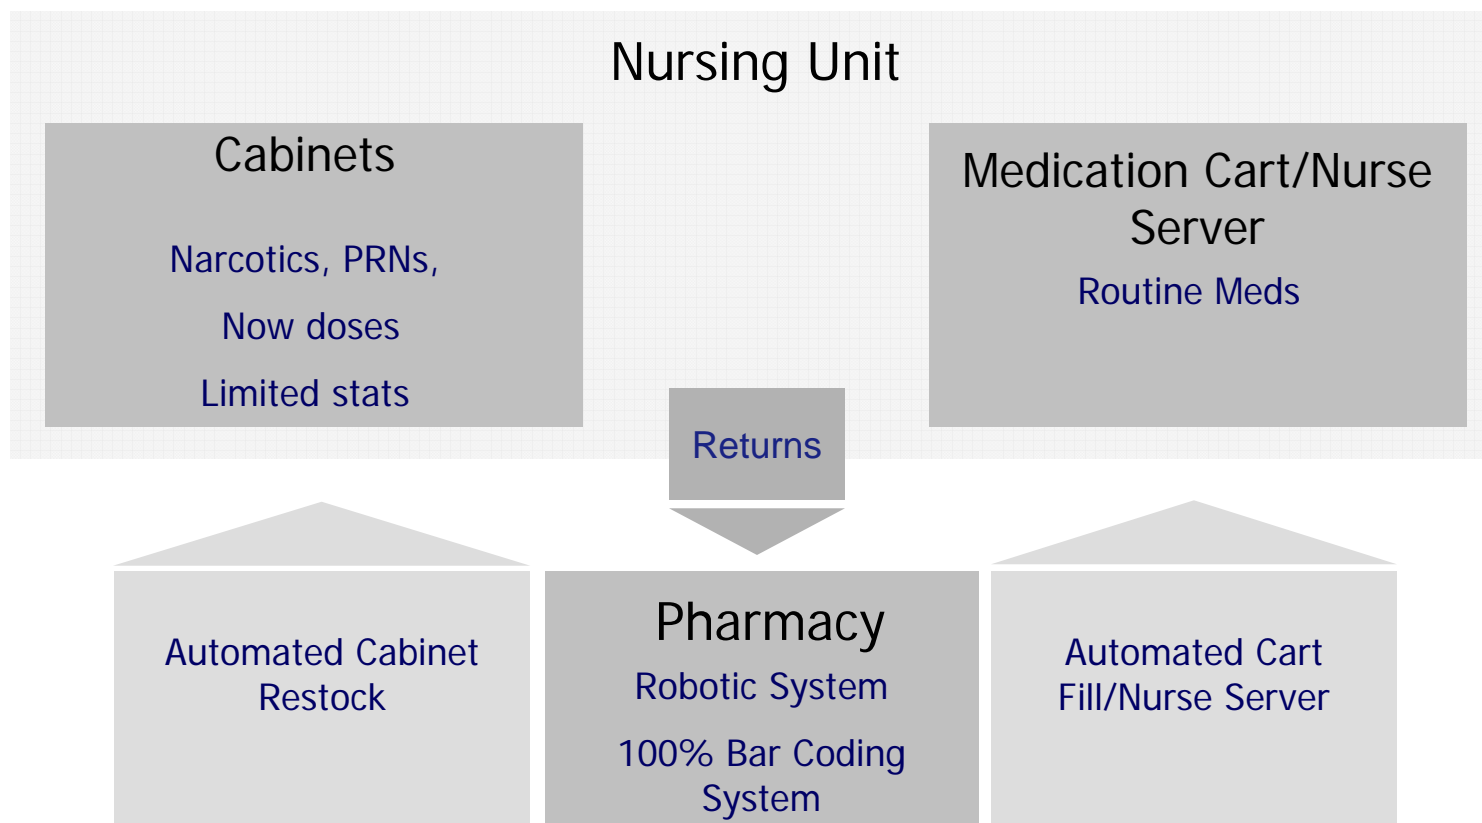 Nursing Unit
Cabinets
Narcotics, PRNs,
Now doses
Limited stats
Medication Cart/Nurse
Server
Routine Meds
Returns
Automated Cabinet
Restock
Pharmacy
Robotic System
100% Bar Coding
System
Automated Cart
Fill/Nurse Server